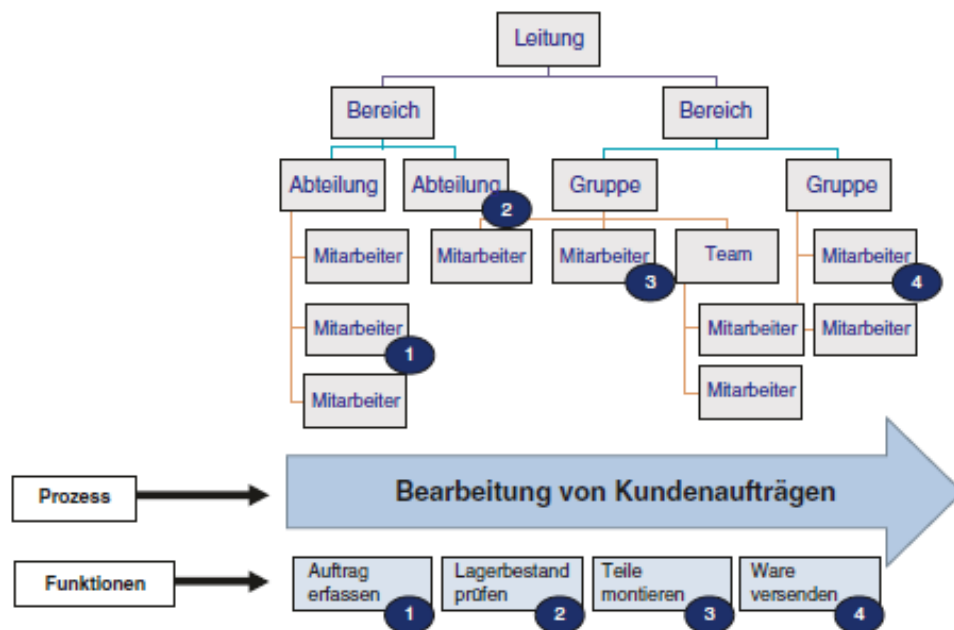 Leitung
Bereich Bereich
Abteilung Abteilung Gruppe Gruppe
2
Mitarbeiter Mitarbeiter Mitarbeiter Team Mitarbeiter
3 4
Mitarbeiter Mitarbeiter Mitarbeiter
1
Mitarbeiter Mitarbeiter
Prozess Bearbeitung von Kundenaufträgen
Funktionen
Auftrag
erfassen
1
Lagerbestand
prüfen
2
Teile
montieren
3
Ware
versenden
4